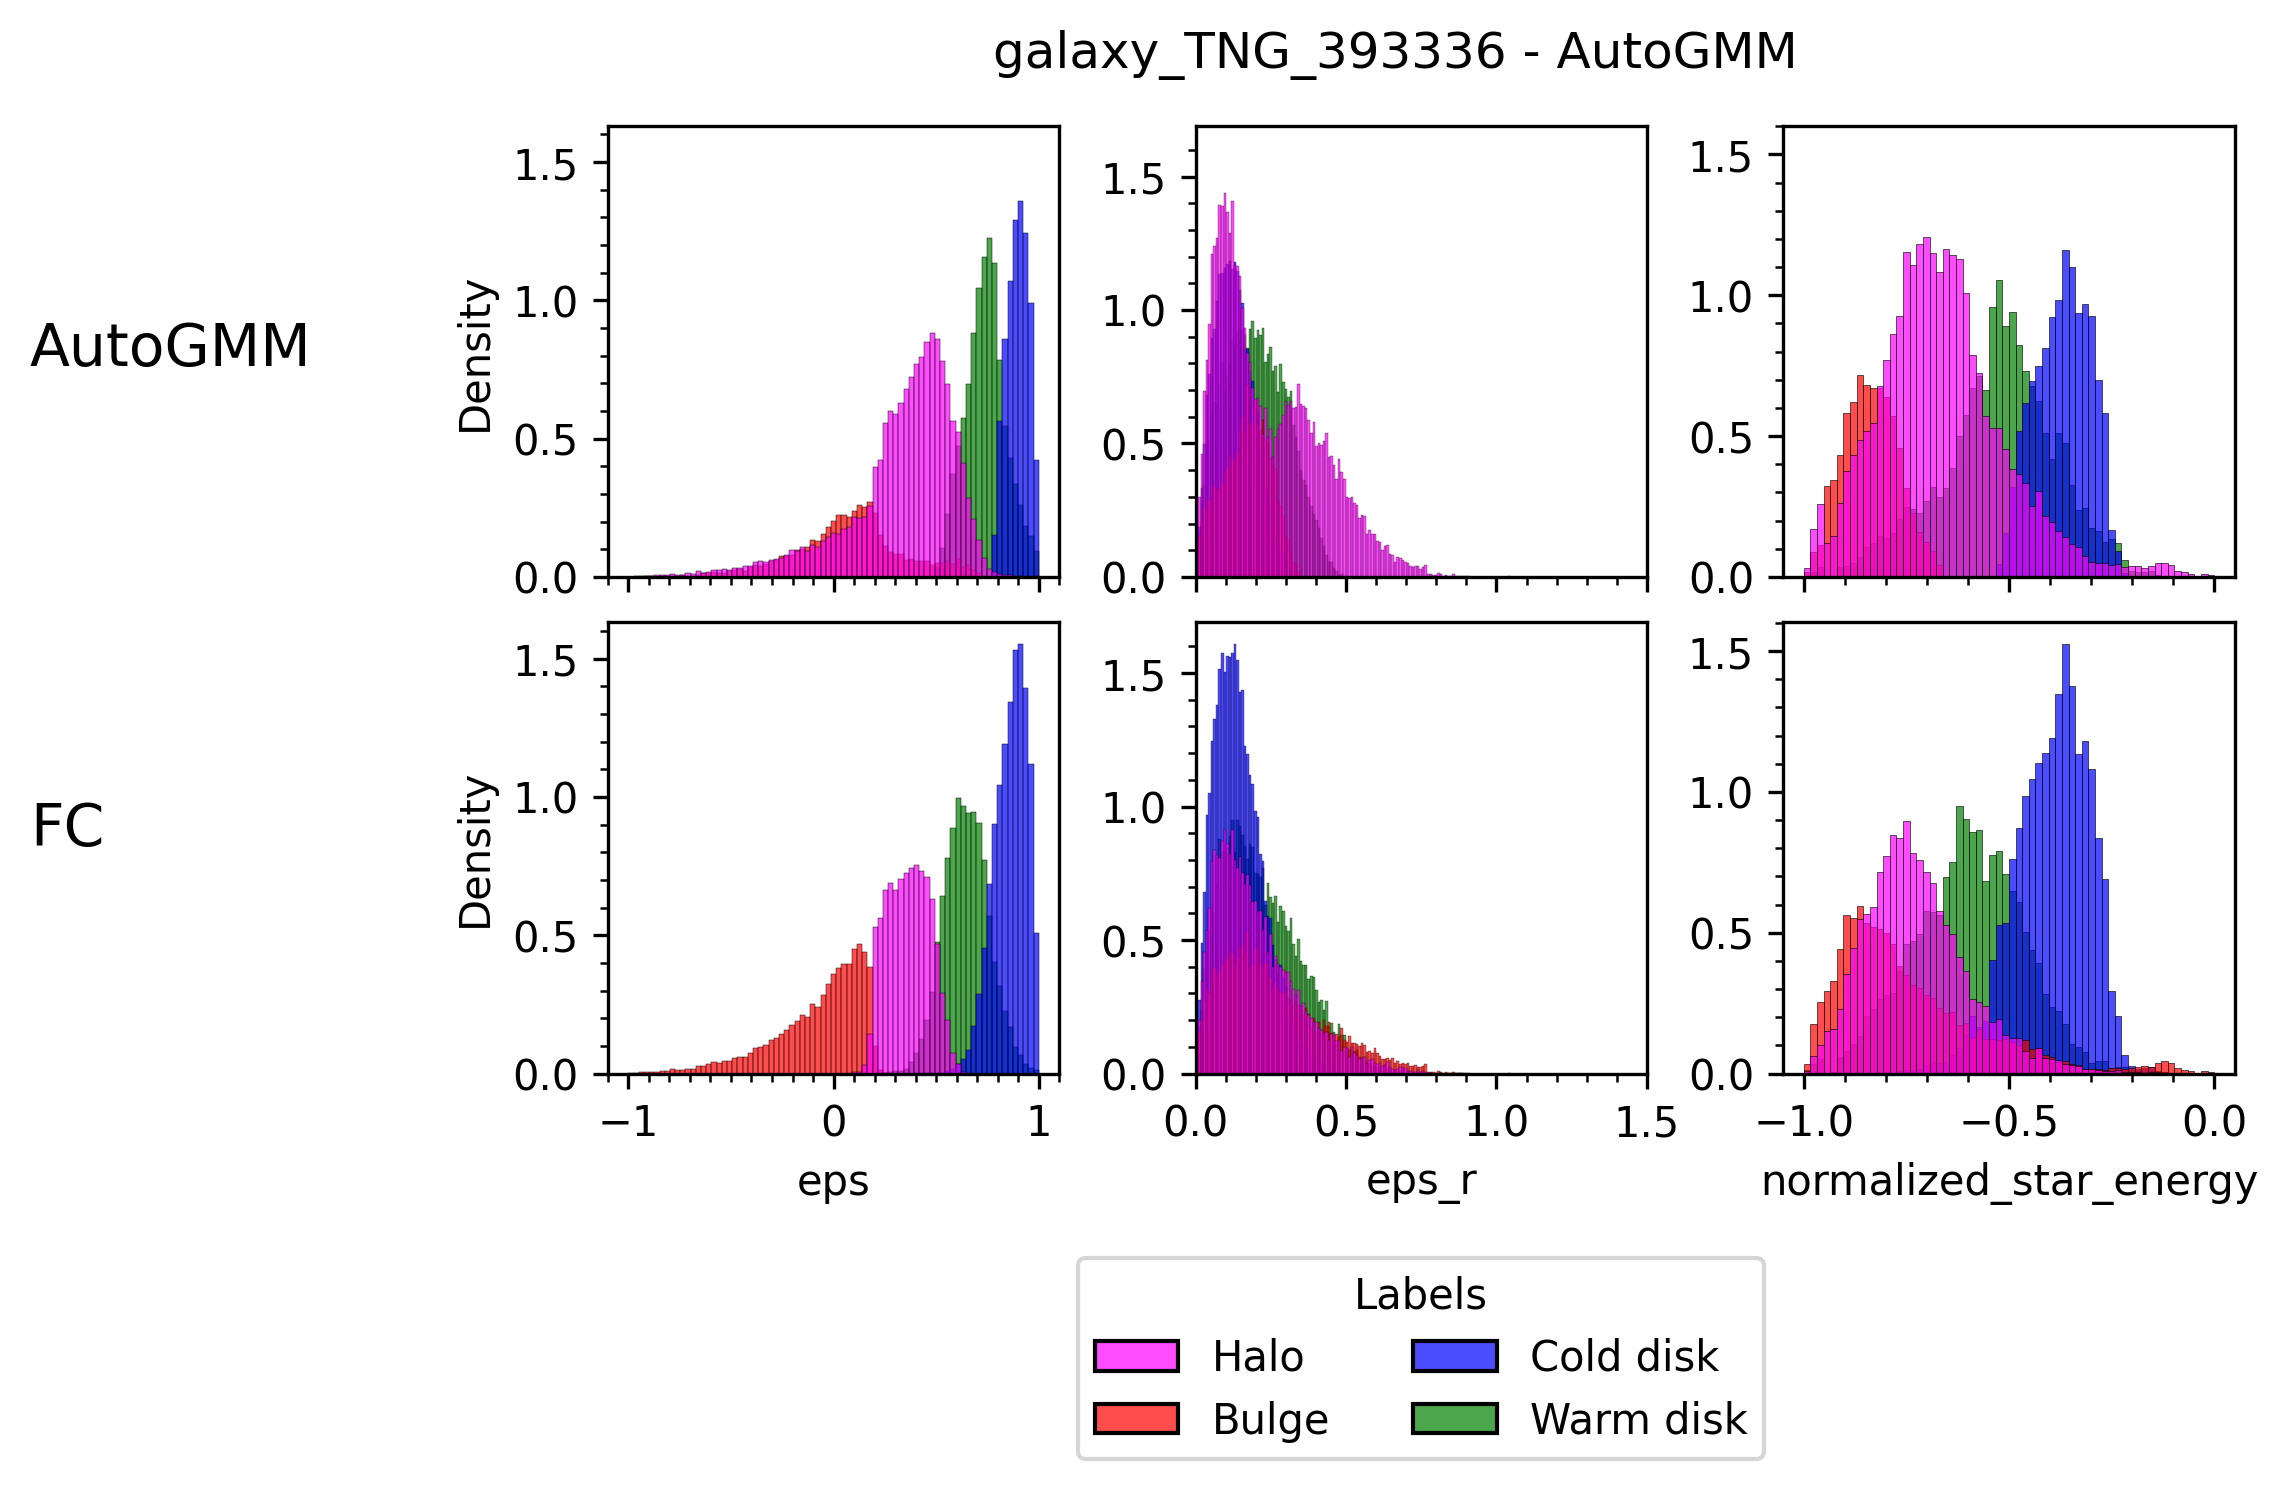 galaxy_TNG_393336 - AutoGMM
AutoGMM
Density
1.5
1.0
0.5
0.0
1.5
1.0
0.5
0.0
1.5
1.0
0.5
0.0
FC
Density
1.5
1.0
0.5
0.0
1.5
1.0
0.5
0.0
1.5
1.0
0.5
0.0
−1 0 1
0.0 0.5 1.0 1.5
−1.0 −0.5 0.0
eps
eps_r
normalized_star_energy
Labels
Halo
Cold disk
Bulge
Warm disk